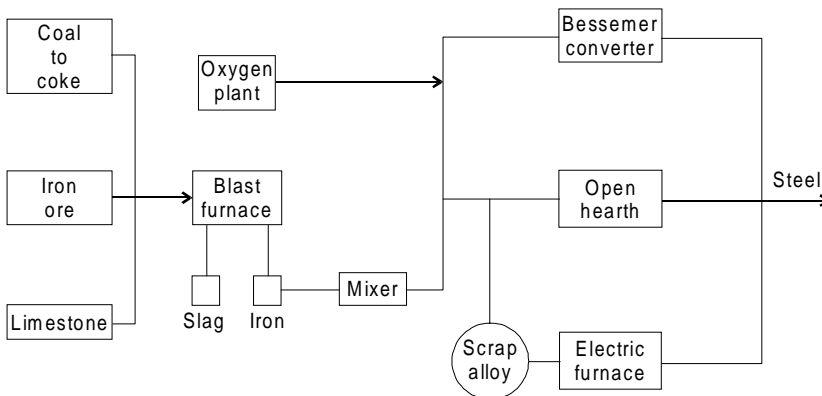 Coal
to
coke
Oxygen
plant
Bessemer
converter
Iron
ore
Blast
furnace
Open
hearth
Steel
Limestone
Slag
Iron
Mixer
Scrap
alloy
Electric
furnace